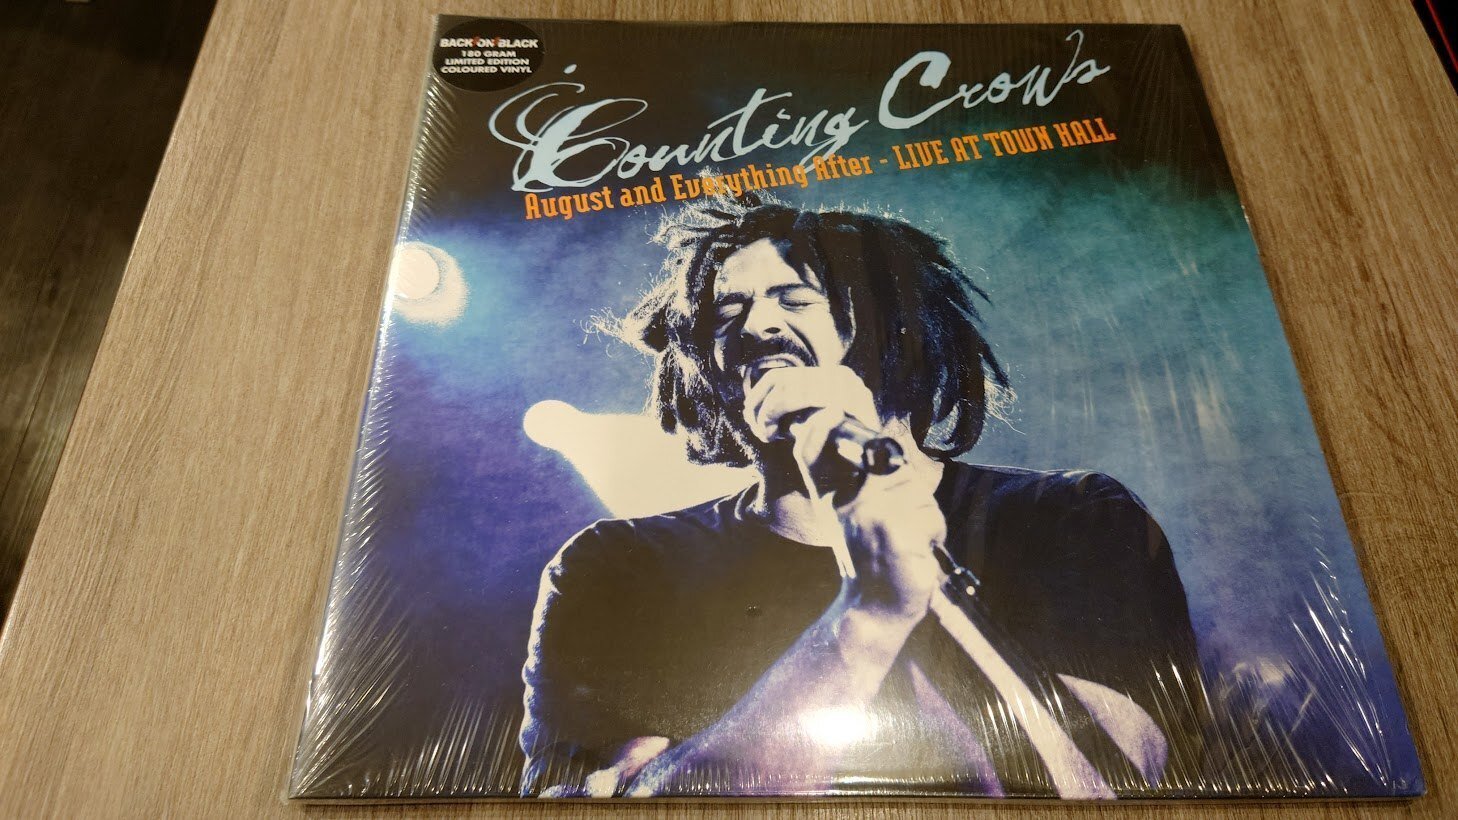 BACK ON BLACK
180 GRAM
LIMITED EDITION
COLOURED VINYL
Counting Crows
August and Everything After - LIVE AT TOWN HALL